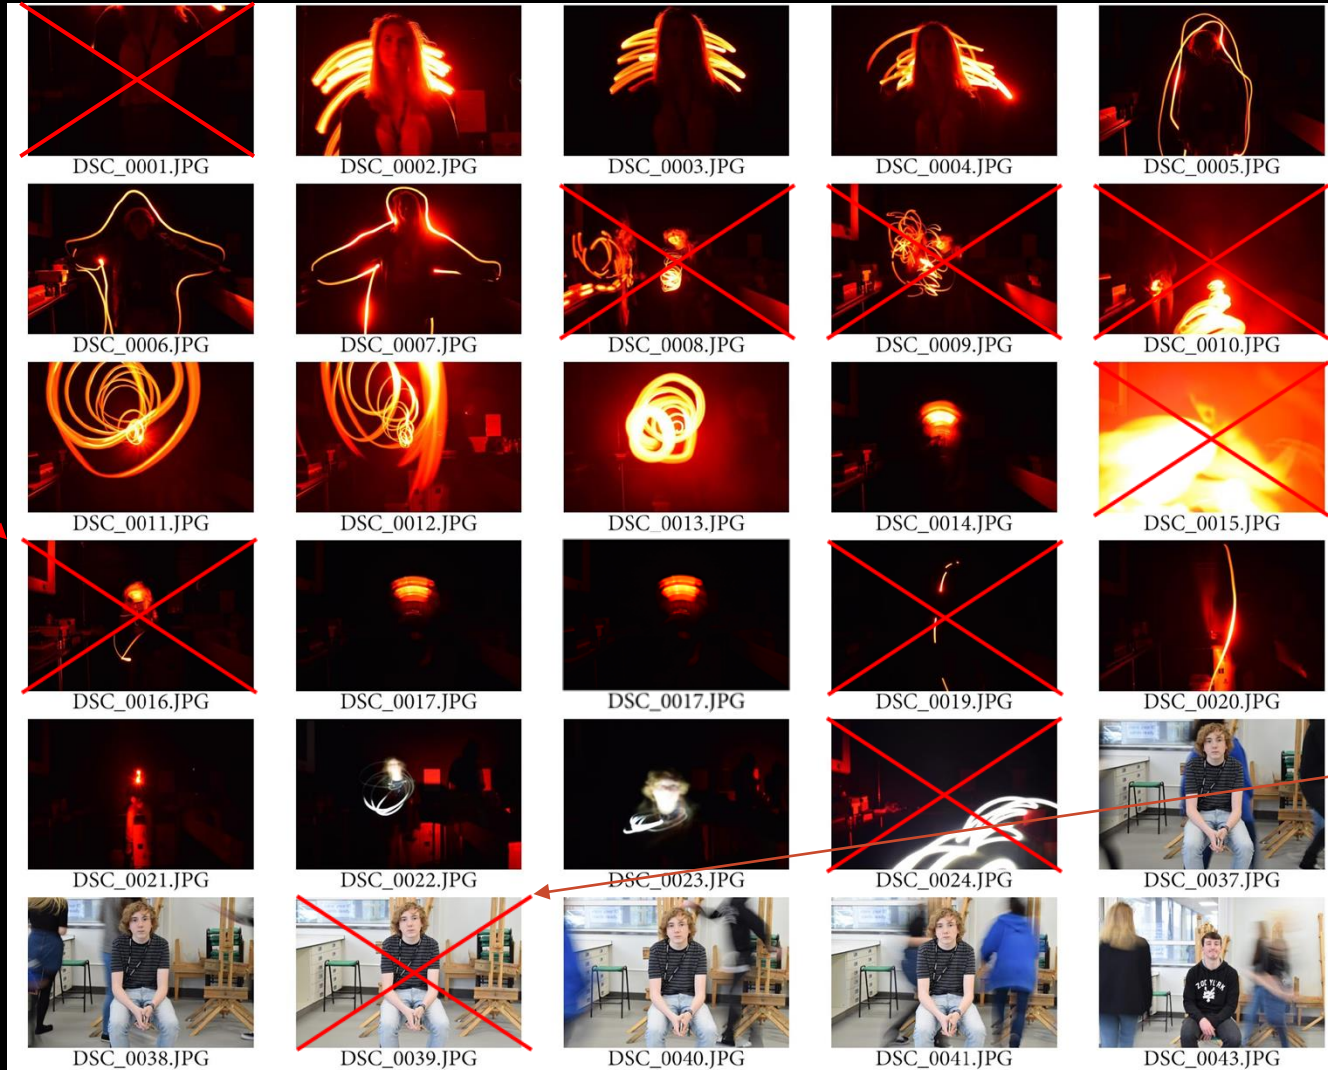 DSC_0001.JPG DSC_0002.JPG DSC_0003.JPG DSC_0004.JPG DSC_0005.JPG
DSC_0006.JPG DSC_0007.JPG DSC_0008.JPG DSC_0009.JPG DSC_0010.JPG
DSC_0011.JPG DSC_0012.JPG DSC_0013.JPG DSC_0014.JPG DSC_0015.JPG
DSC_0016.JPG DSC_0017.JPG DSC_0017.JPG DSC_0019.JPG DSC_0020.JPG
DSC_0021.JPG DSC_0022.JPG DSC_0023.JPG DSC_0024.JPG DSC_0037.JPG
ZOO YORK
DSC_0038.JPG DSC_0039.JPG DSC_0040.JPG DSC_0041.JPG DSC_0043.JPG